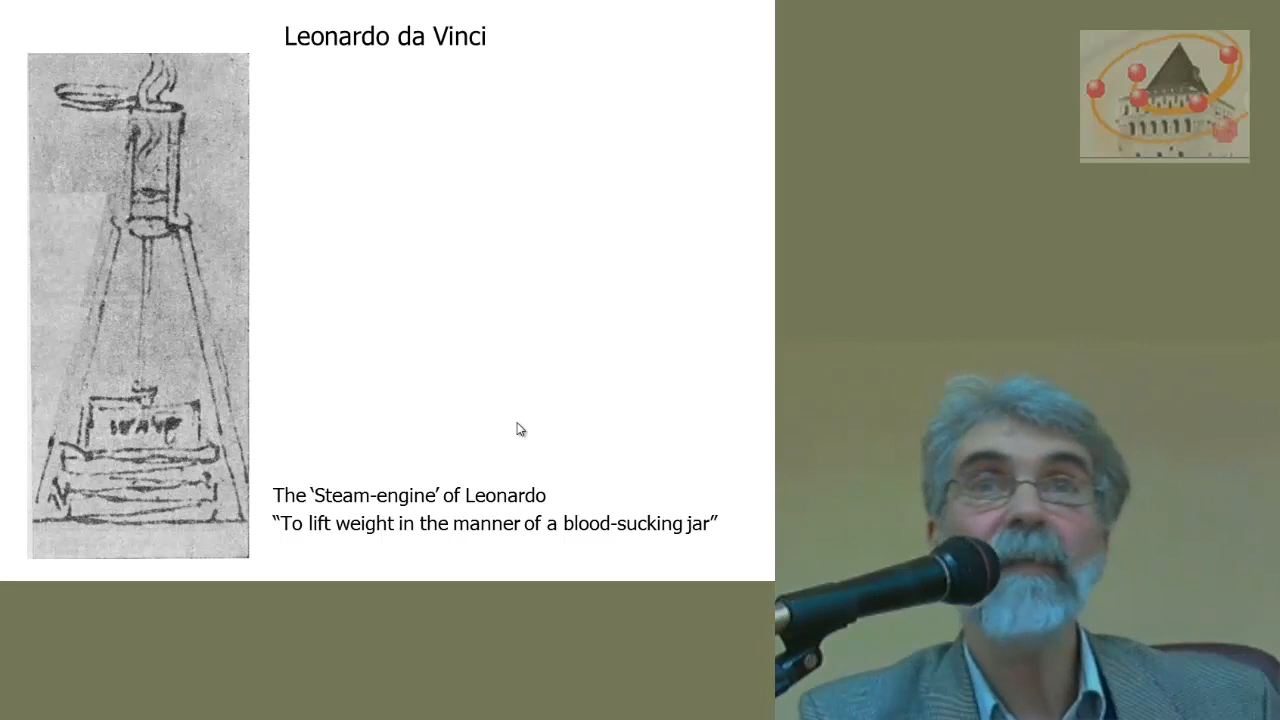 Leonardo da Vinci
The ‘Steam-engine’ of Leonardo
“To lift weight in the manner of a blood-sucking jar”